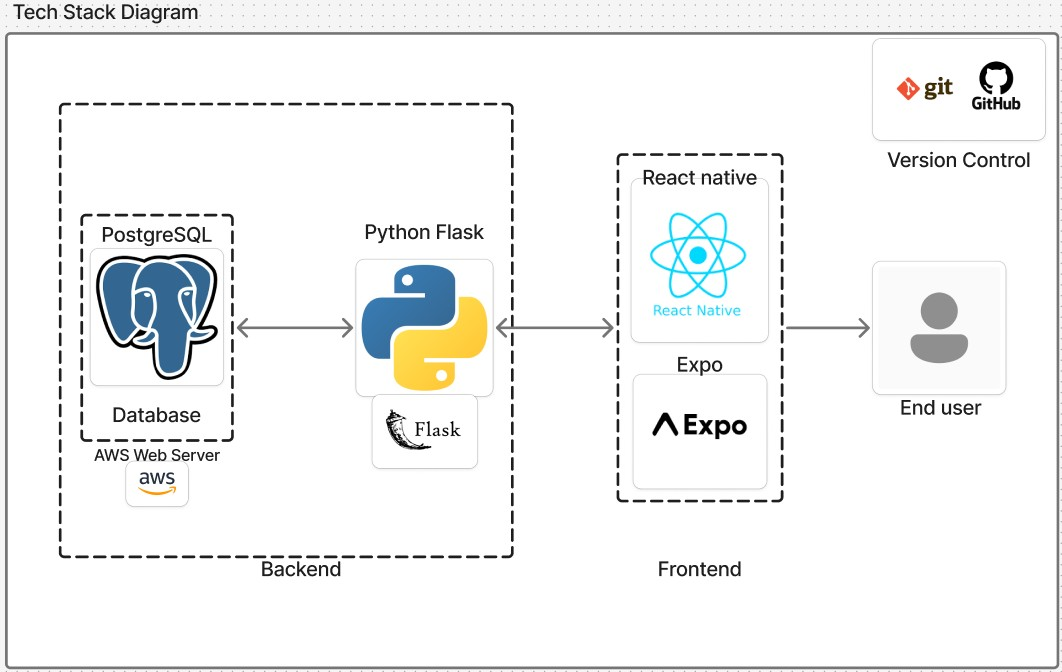 Tech Stack Diagram
git
GitHub
Version Control
React native
React Native
Expo
Expo
Frontend
PostgreSQL
Database
AWS Web Server
aws
Python Flask
Flask
Backend
End user